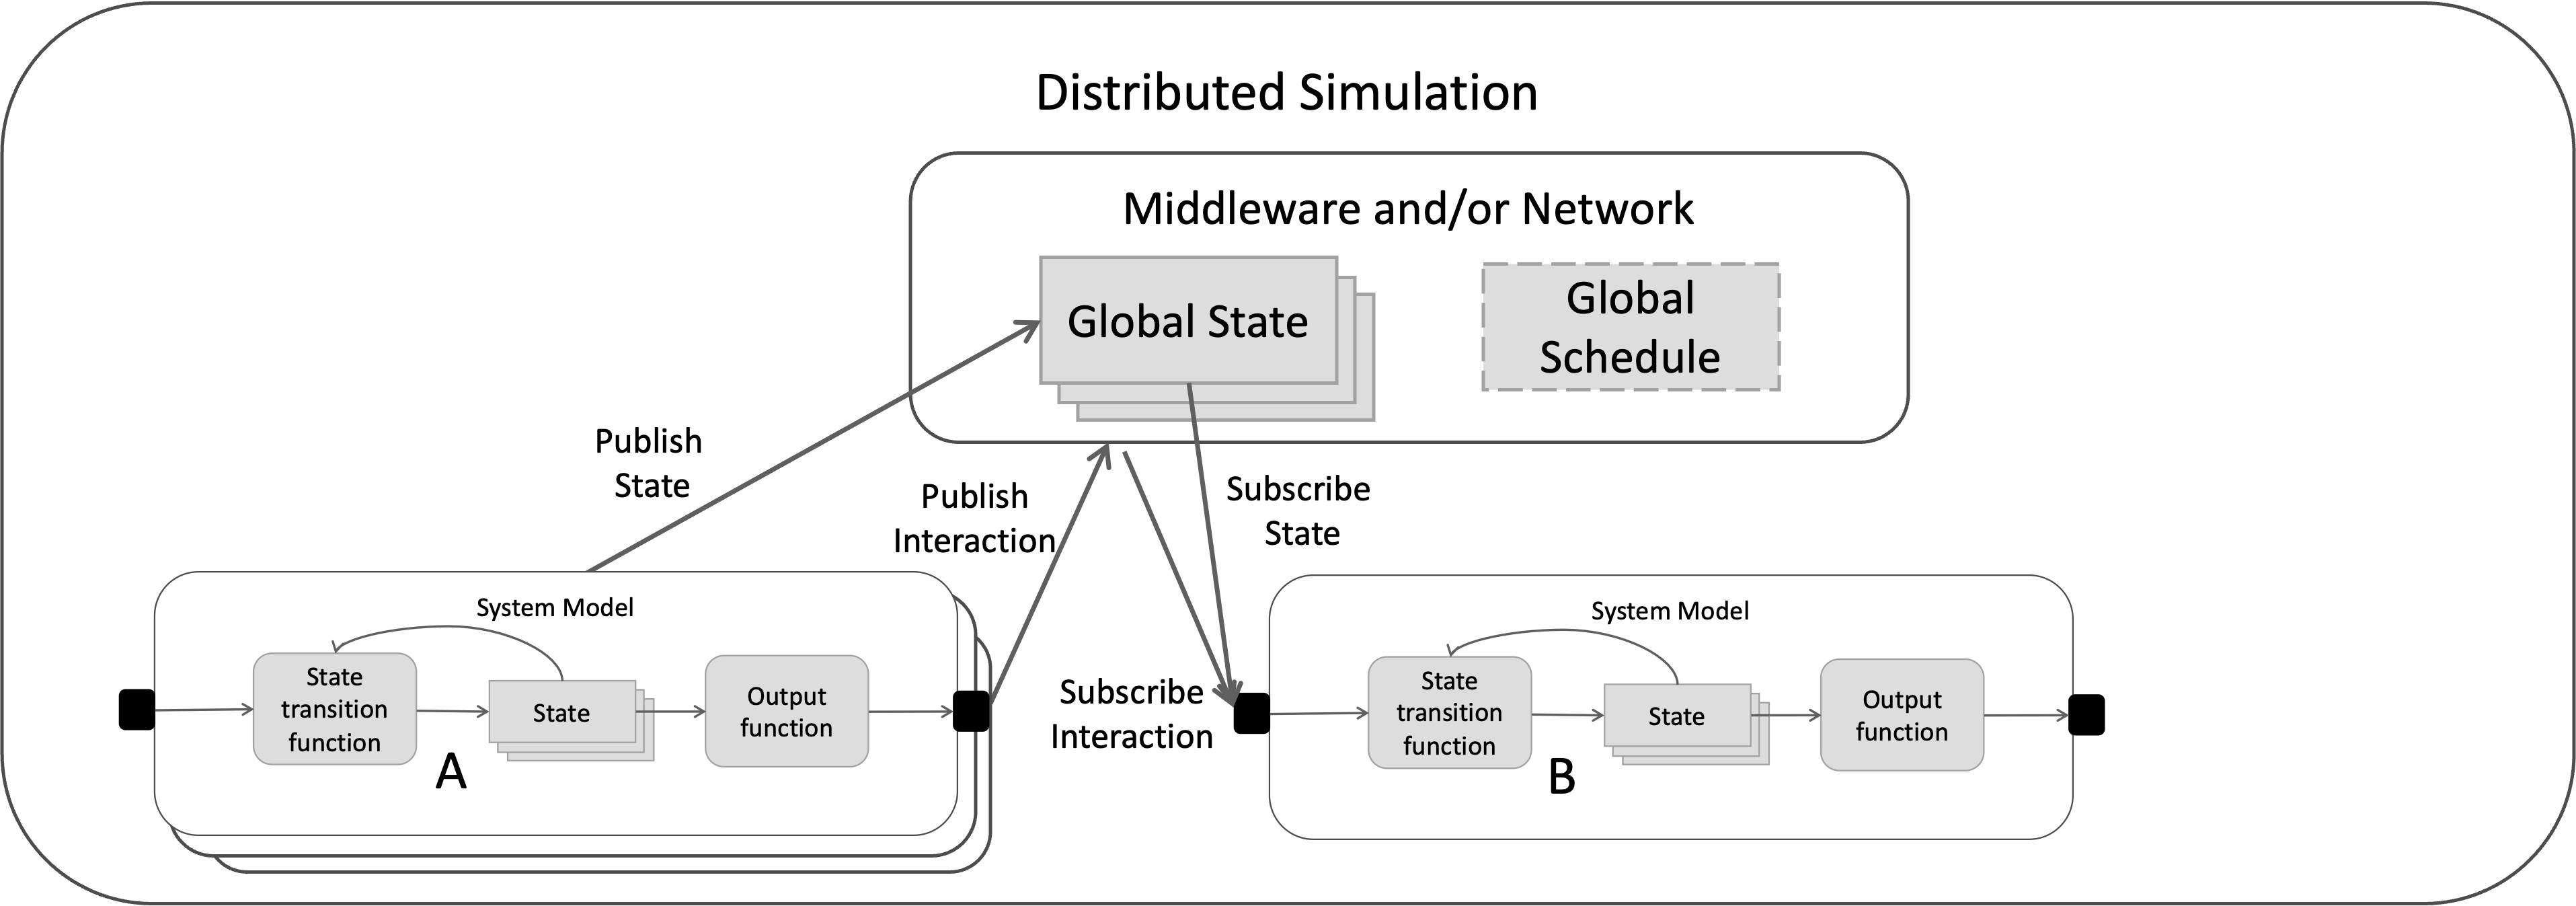 Distributed Simulation
Middleware and/or Network
Global State
Global
Schedule
Publish
State
Publish
Interaction
Subscribe
State
Subscribe
Interaction
System Model
State
transition
function
State
Output
function
A
System Model
State
transition
function
State
Output
function
B